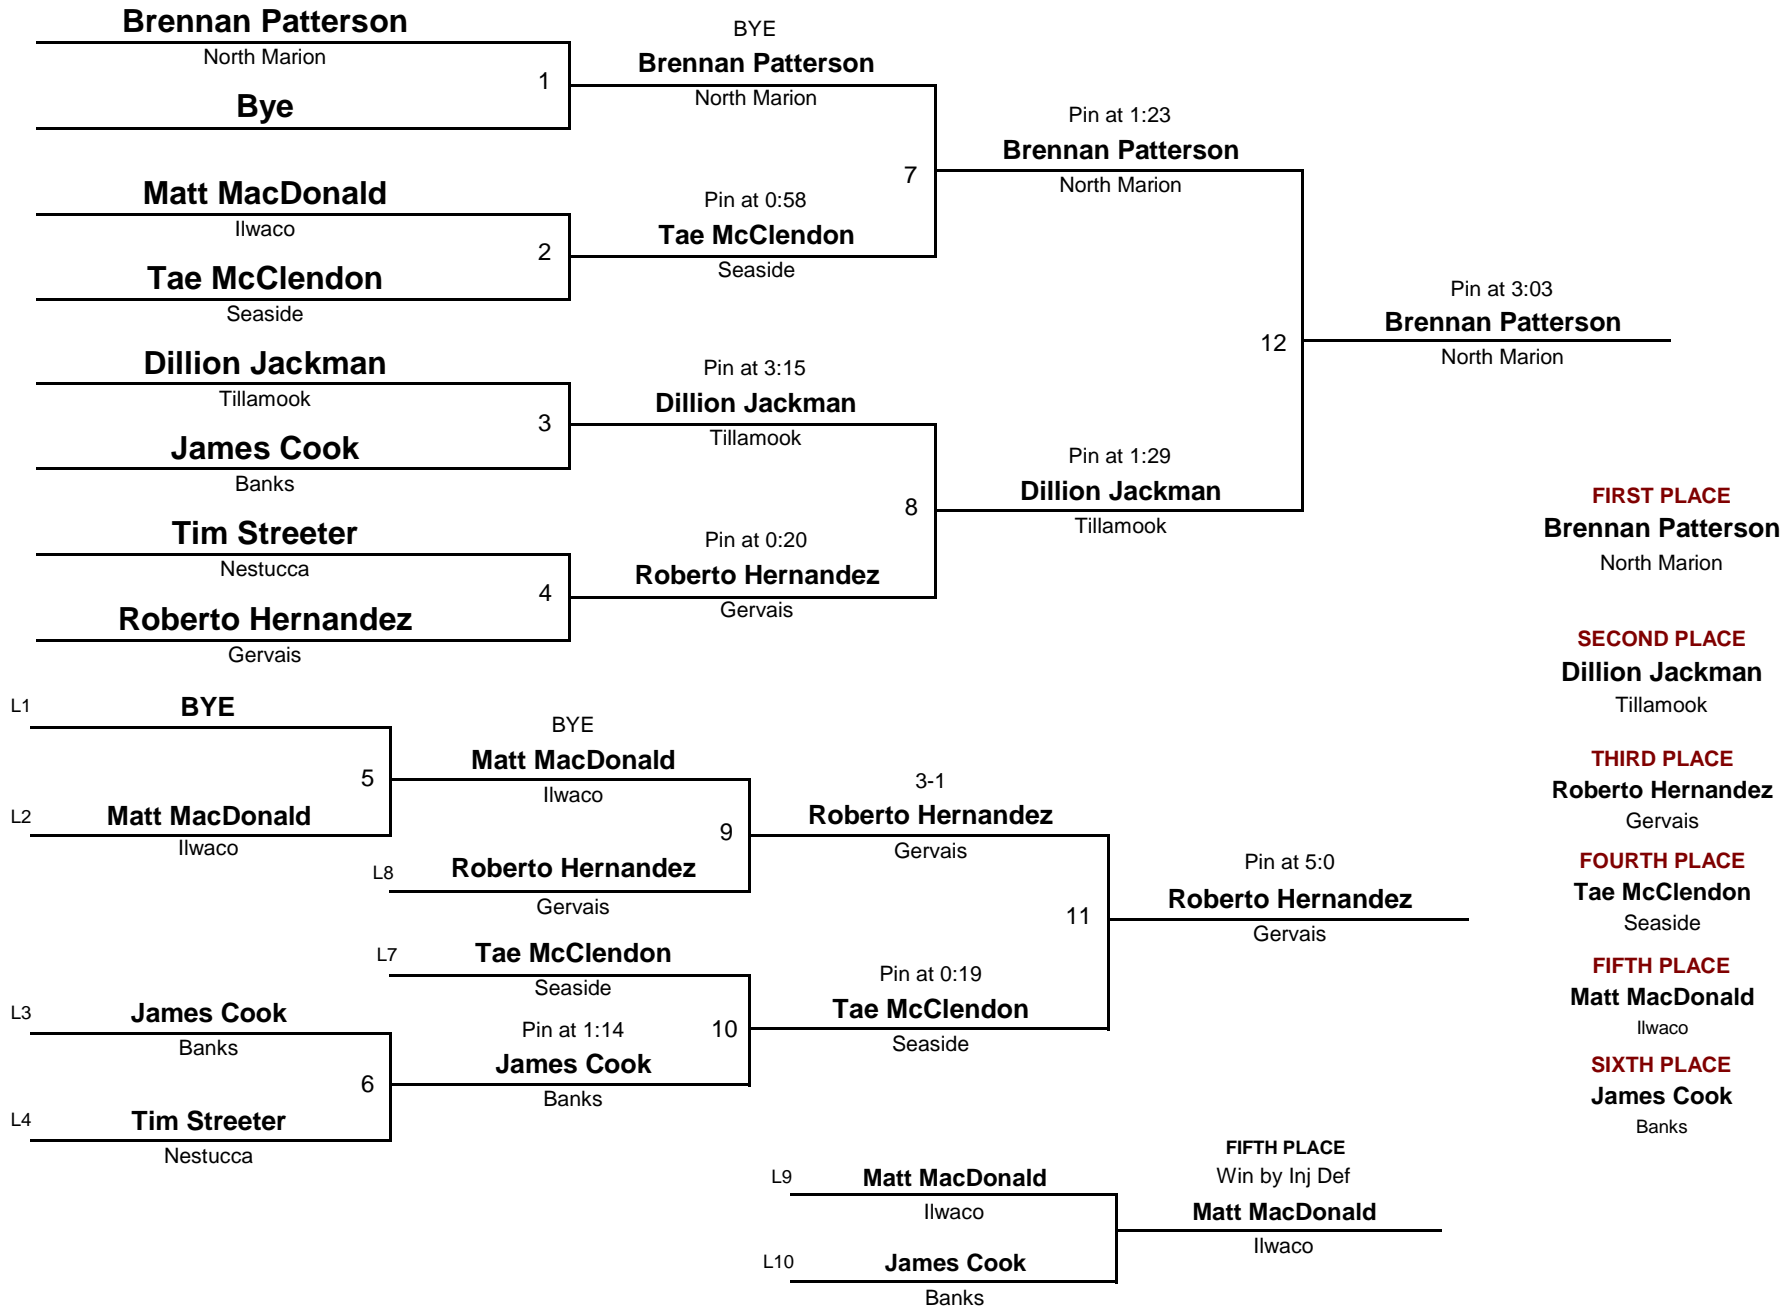 Brennan Patterson
North Marion
1
Bye
Matt MacDonald
Ilwaco
2
Tae McClendon
Seaside
Dillion Jackman
Tillamook
3
James Cook
Banks
Tim Streeter
Nestucca
4
Roberto Hernandez
Gervais
BYE
Brennan Patterson
North Marion
7
Pin at 0:58
Tae McClendon
Seaside
Pin at 3:15
Dillion Jackman
Tillamook
8
Pin at 0:20
Roberto Hernandez
Gervais
Pin at 1:23
Brennan Patterson
North Marion
12
Pin at 1:29
Dillion Jackman
Tillamook
Pin at 3:03
Brennan Patterson
North Marion
L1
BYE
5
L2
Matt MacDonald
Ilwaco
L3
James Cook
Banks
6
L4
Tim Streeter
Nestucca
BYE
Matt MacDonald
Ilwaco
9
L8
Roberto Hernandez
Gervais
L7
Tae McClendon
Seaside
10
Pin at 1:14
James Cook
Banks
3-1
Roberto Hernandez
Gervais
11
Pin at 0:19
Tae McClendon
Seaside
Pin at 5:0
Roberto Hernandez
Gervais
L9
Matt MacDonald
Ilwaco
L10
James Cook
Banks
FIFTH PLACE
Win by Inj Def
Matt MacDonald
Ilwaco
FIRST PLACE
Brennan Patterson
North Marion
SECOND PLACE
Dillion Jackman
Tillamook
THIRD PLACE
Roberto Hernandez
Gervais
FOURTH PLACE
Tae McClendon
Seaside
FIFTH PLACE
Matt MacDonald
Ilwaco
SIXTH PLACE
James Cook
Banks